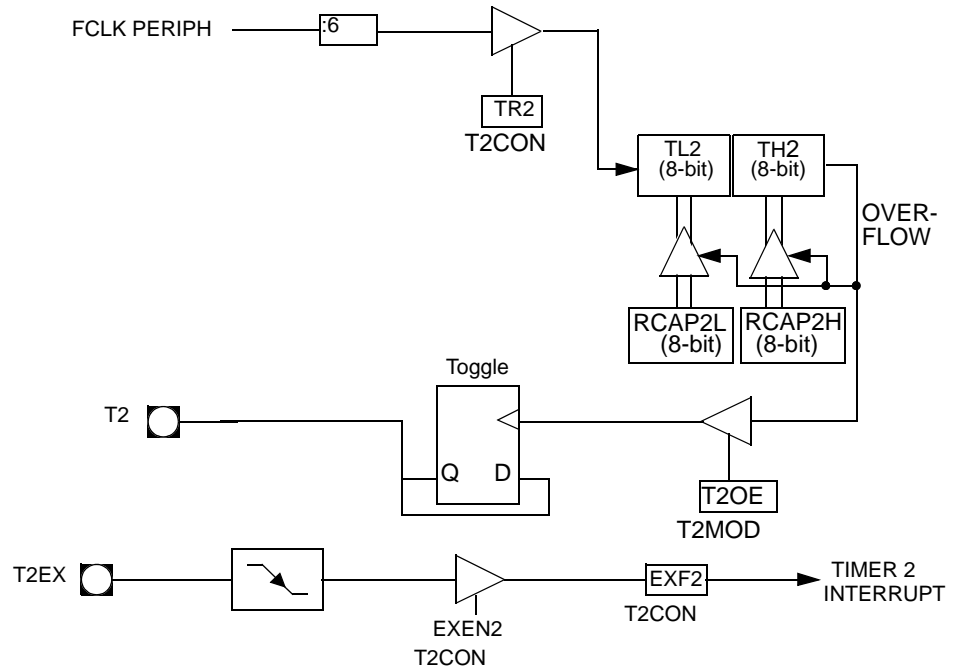 FCLK PERIPH
:6
TR2
T2CON
TL2
(8-bit)
TH2
(8-bit)
OVER-
FLOW
RCAP2L
(8-bit)
RCAP2H
(8-bit)
Toggle
T2
Q D
T2OE
T2MOD
T2EX
EXEN2
T2CON
EXF2
T2CON
TIMER 2
INTERRUPT